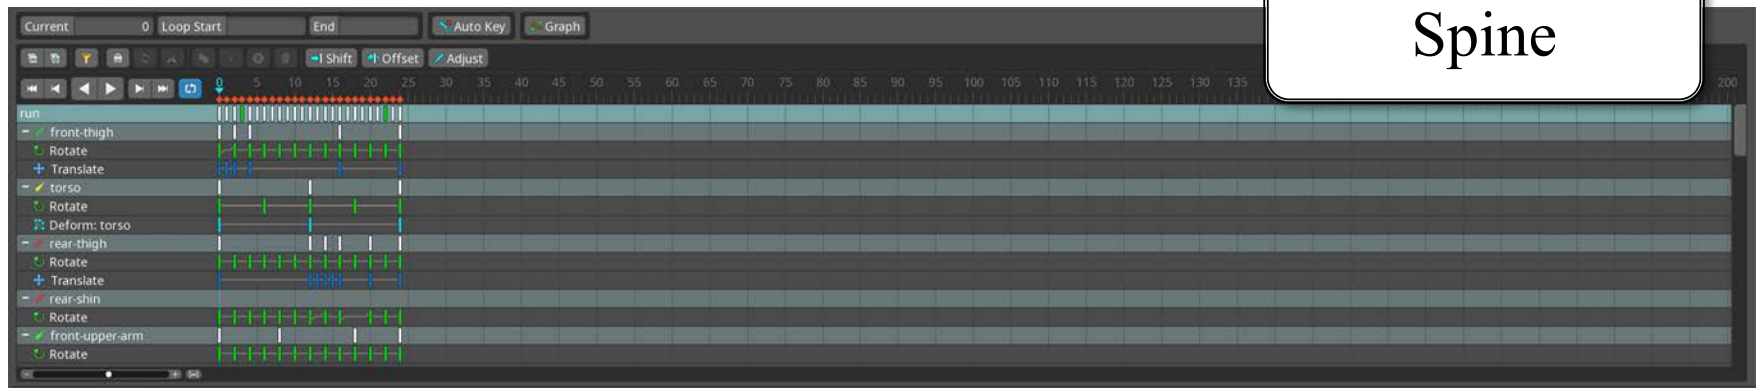 Spine
Current 0 Loop Start End Auto Key Graph
Shift Offset Adjust
0 5 10 15 20 25 30 35 40 45 50 55 60 65 70 75 80 85 90 95 100 105 110 115 120 125 130 135 200
run
front-thigh
Rotate
Translate
torso
Rotate
Deform: torso
rear-thigh
Rotate
Translate
rear-shin
Rotate
front-upper-arm
Rotate